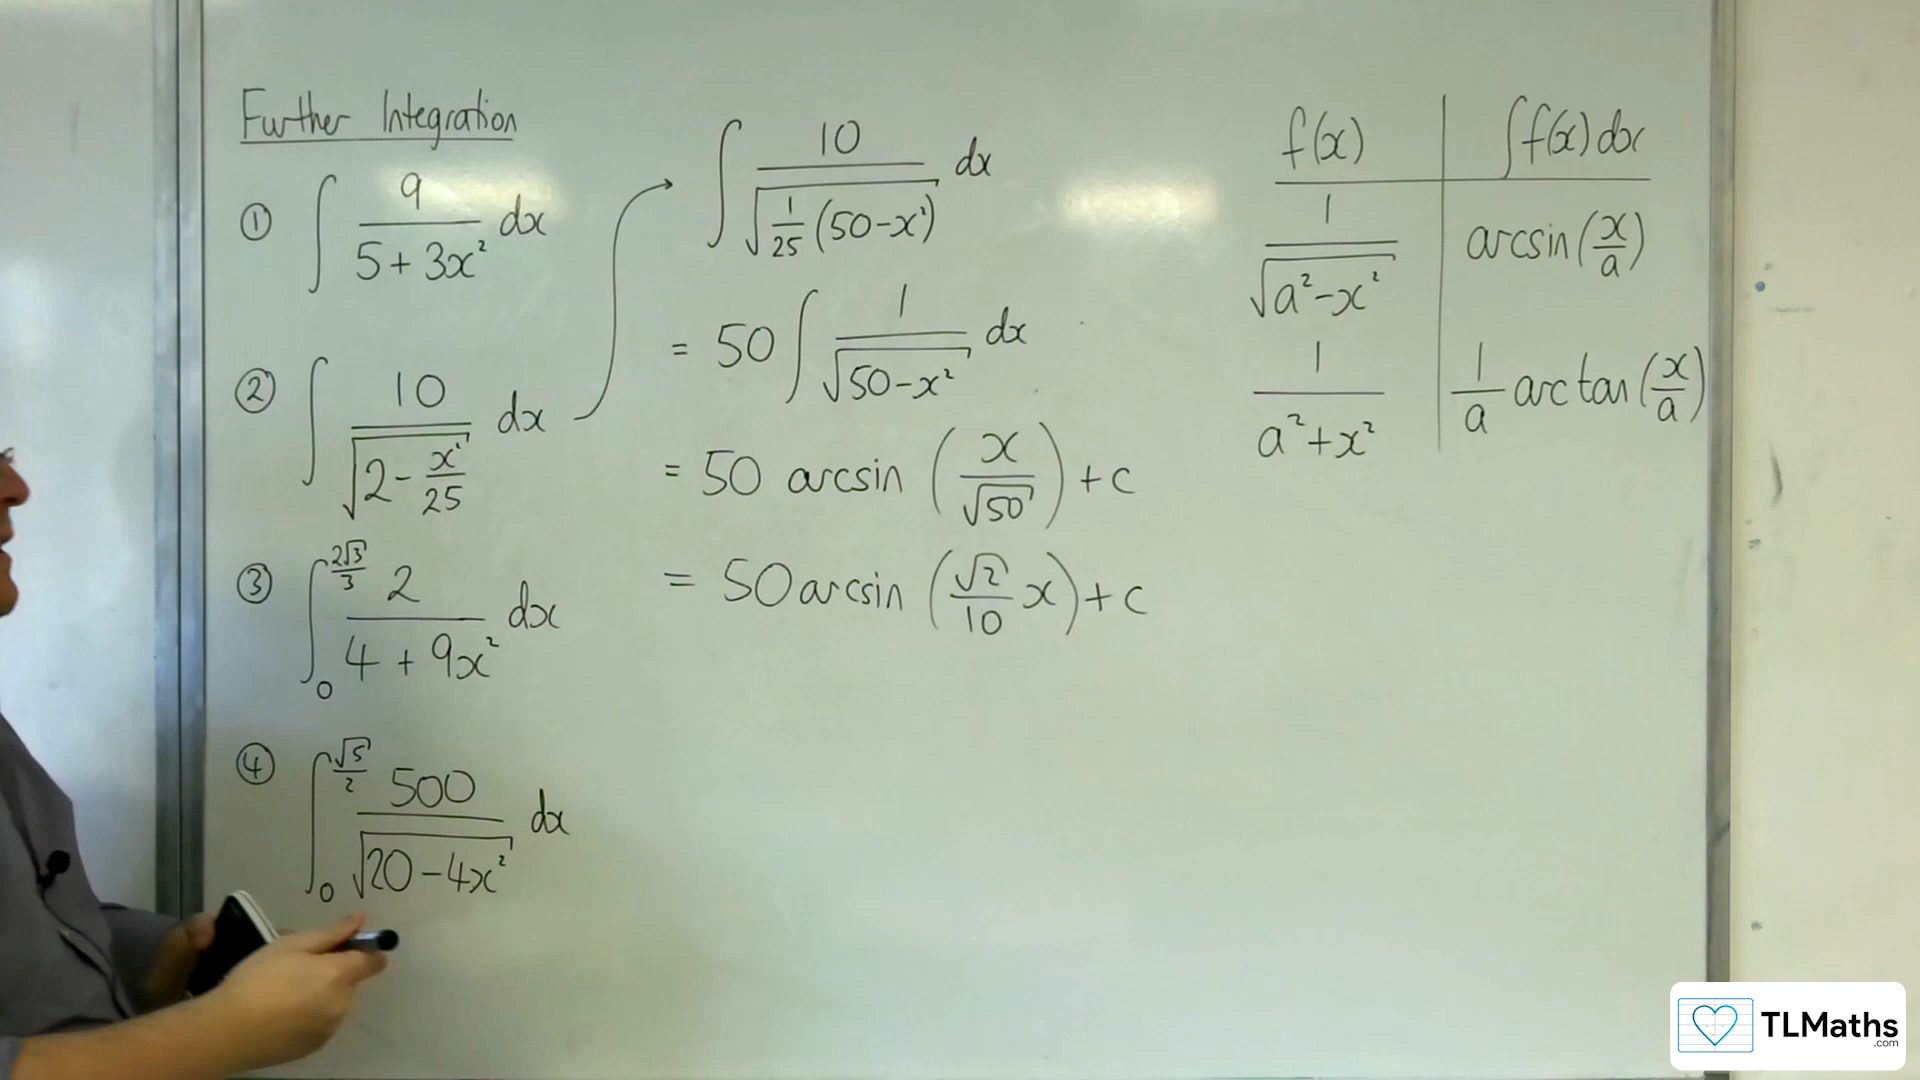 Further Integration
① ∫ 9/(5+3x²) dx
② ∫ 10/√(2-x²/25) dx
③ ∫₀^(2√3/3) 2/(4+9x²) dx
④ ∫₀^(√5/2) 500/√(20-4x²) dx
∫ 10/√(1/25(50-x²)) dx
= 50 ∫ 1/√(50-x²) dx
= 50 arcsin (x/√50) + c
= 50 arcsin (√2/10 x) + c
f(x) | ∫f(x)dx
1/√(a²-x²) | arcsin(x/a)
1/(a²+x²) | 1/a arctan(x/a)
TLMaths
.com